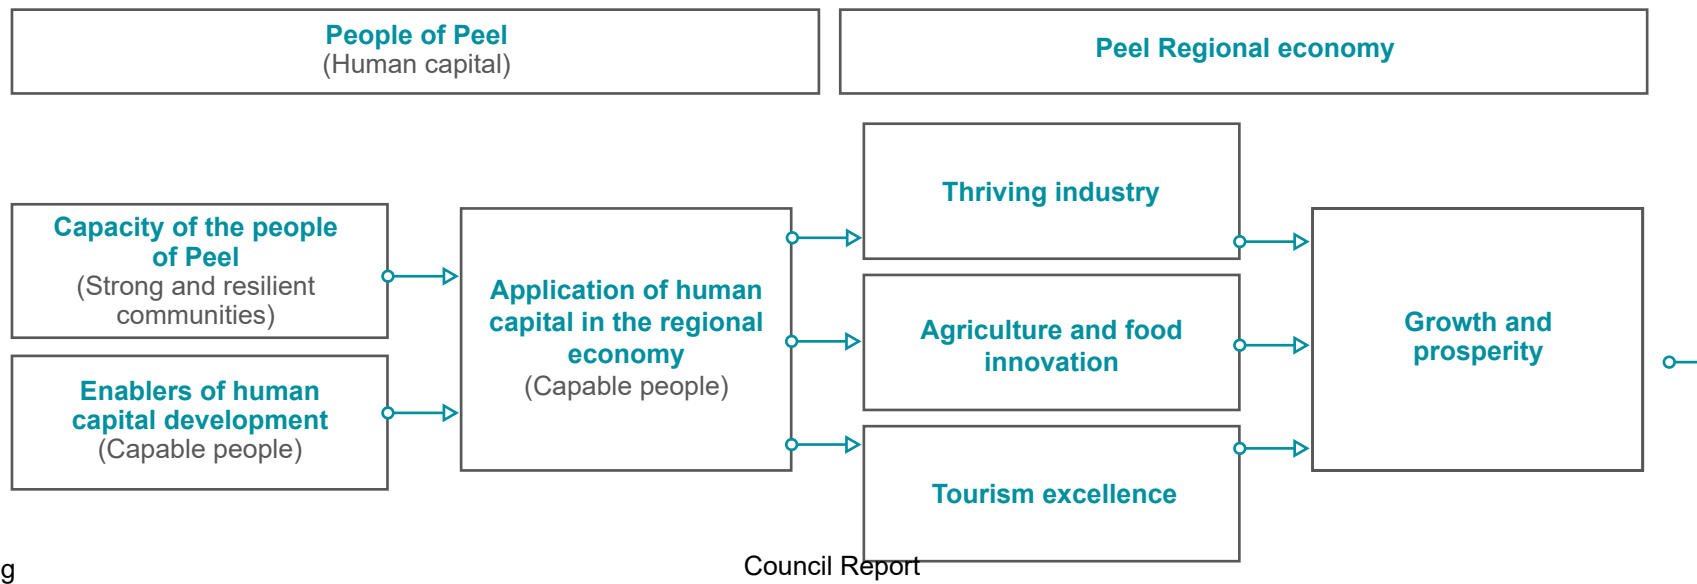 People of Peel
(Human capital)
Peel Regional economy
Thriving industry
Capacity of the people
of Peel
(Strong and resilient
communities)
Application of human
capital in the regional
economy
(Capable people)
Agriculture and food
innovation
Growth and
prosperity
Enablers of human
capital development
(Capable people)
Tourism excellence
g
Council Report